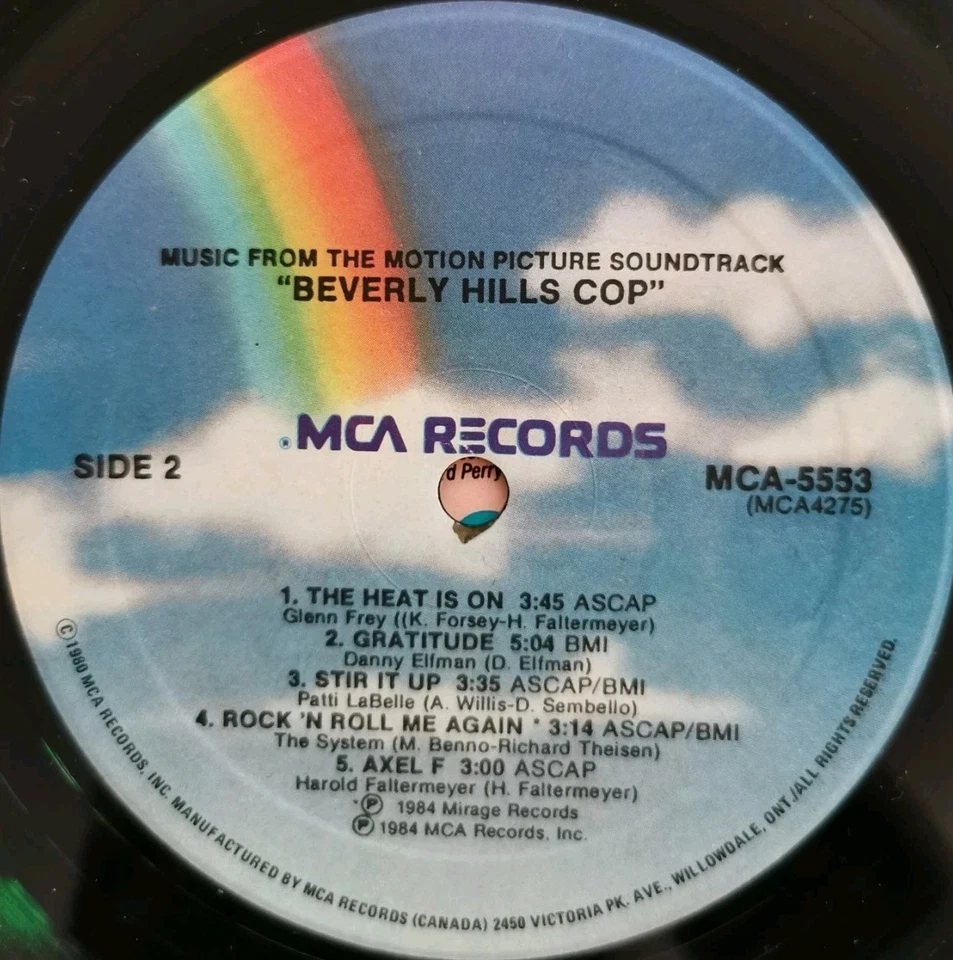 MUSIC FROM THE MOTION PICTURE SOUNDTRACK
“BEVERLY HILLS COP”
®MCA RECORDS
SIDE 2
d Perry
MCA-5553
(MCA4275)
1. THE HEAT IS ON 3:45 ASCAP
Glenn Frey ((K. Forsey-H. Faltermeyer)
2. GRATITUDE 5:04 BMI
Danny Elfman (D. Elfman)
3. STIR IT UP 3:35 ASCAP/BMI
Patti LaBelle (A. Willis-D. Sembello)
4. ROCK 'N ROLL ME AGAIN * 3:14 ASCAP/BMI
The System (M. Benno-Richard Theisen)
5. AXEL F 3:00 ASCAP
Harold Faltermeyer (H. Faltermeyer)
*℗ 1984 Mirage Records
℗ 1984 MCA Records, Inc.
©1980 MCA RECORDS, INC. MANUFACTURED BY MCA RECORDS (CANADA) 2450 VICTORIA PK. AVE., WILLOWDALE, ONT./ALL RIGHTS RESERVED.